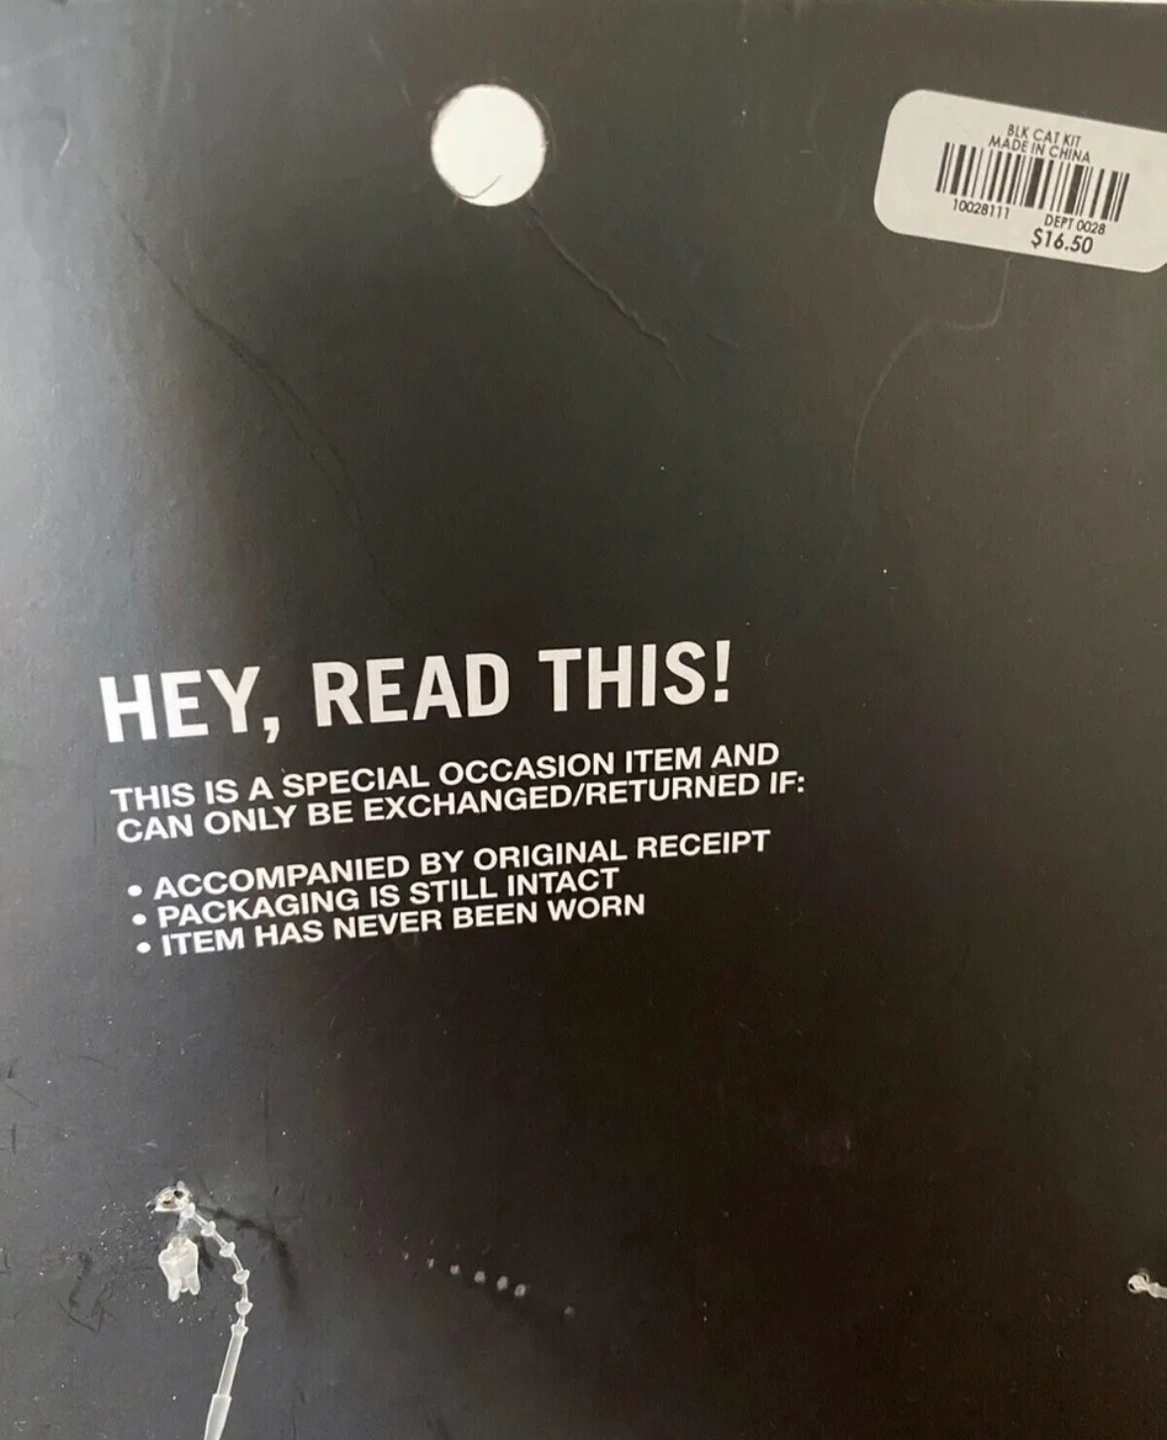 BLK CAT KIT
MADE IN CHINA
10028111 DEPT 0028
$16.50
HEY, READ THIS!
THIS IS A SPECIAL OCCASION ITEM AND
CAN ONLY BE EXCHANGED/RETURNED IF:
• ACCOMPANIED BY ORIGINAL RECEIPT
• PACKAGING IS STILL INTACT
• ITEM HAS NEVER BEEN WORN